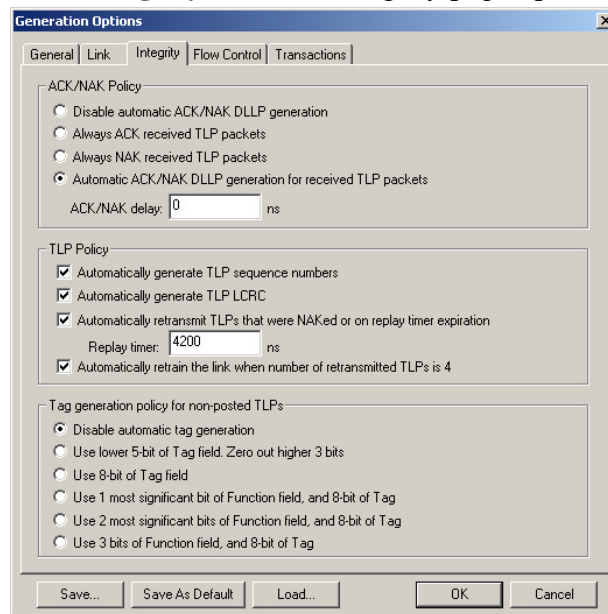 Generation Options
General Link Integrity Flow Control Transactions
ACK/NAK Policy
Disable automatic ACK/NAK DLLP generation
Always ACK received TLP packets
Always NAK received TLP packets
Automatic ACK/NAK DLLP generation for received TLP packets
ACK/NAK delay: 0 ns
TLP Policy
Automatically generate TLP sequence numbers
Automatically generate TLP LCRC
Automatically retransmit TLPs that were NAKed or on replay timer expiration
Replay timer: 4200 ns
Automatically retrain the link when number of retransmitted TLPs is 4
Tag generation policy for non-posted TLPs
Disable automatic tag generation
Use lower 5-bit of Tag field. Zero out higher 3 bits
Use 8-bit of Tag field
Use 1 most significant bit of Function field, and 8-bit of Tag
Use 2 most significant bits of Function field, and 8-bit of Tag
Use 3 bits of Function field, and 8-bit of Tag
Save... Save As Default Load... OK Cancel